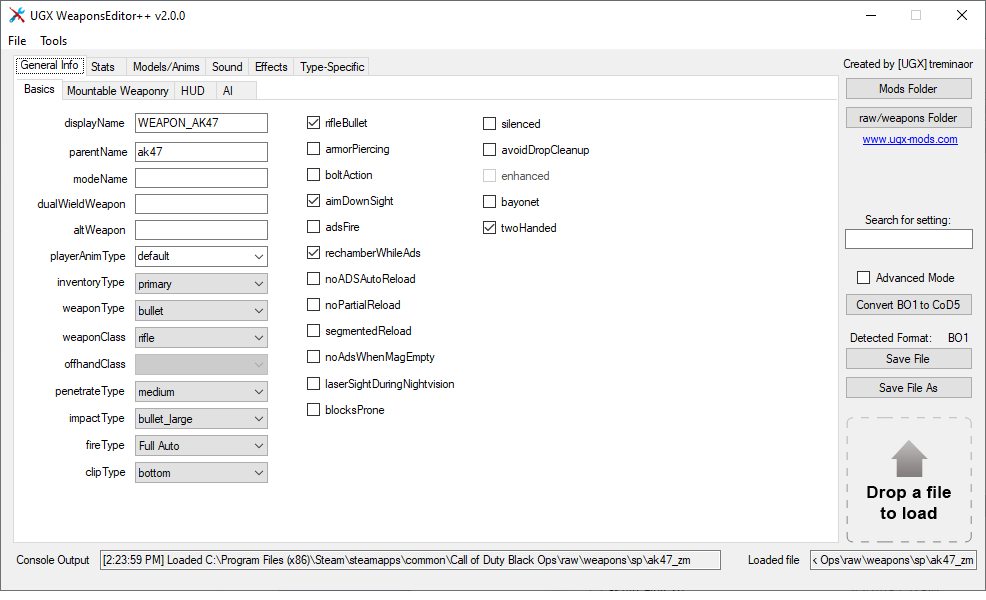 UGX WeaponsEditor++ v2.0.0
File Tools
General Info Stats Models/Anims Sound Effects Type-Specific
Basics Mountable Weaponry HUD AI
displayName WEAPON_AK47
parentName ak47
modeName
dualWieldWeapon
altWeapon
playerAnimType default
inventoryType primary
weaponType bullet
weaponClass rifle
offhandClass
penetrateType medium
impactType bullet_large
fireType Full Auto
clipType bottom
rifleBullet
armorPiercing
boltAction
aimDownSight
adsFire
rechamberWhileAds
noADSAutoReload
noPartialReload
segmentedReload
noAdsWhenMagEmpty
laserSightDuringNightvision
blocksProne
silenced
avoidDropCleanup
enhanced
bayonet
twoHanded
Created by [UGX] treminaor
Mods Folder
raw/weapons Folder
www.ugx-mods.com
Search for setting:
Advanced Mode
Convert BO1 to CoD5
Detected Format: BO1
Save File
Save File As
Drop a file
to load
Console Output [2:23:59 PM] Loaded C:\Program Files (x86)\Steam\steamapps\common\Call of Duty Black Ops\raw\weapons\sp\ak47_zm
Loaded file k Ops\raw\weapons\sp\ak47_zm